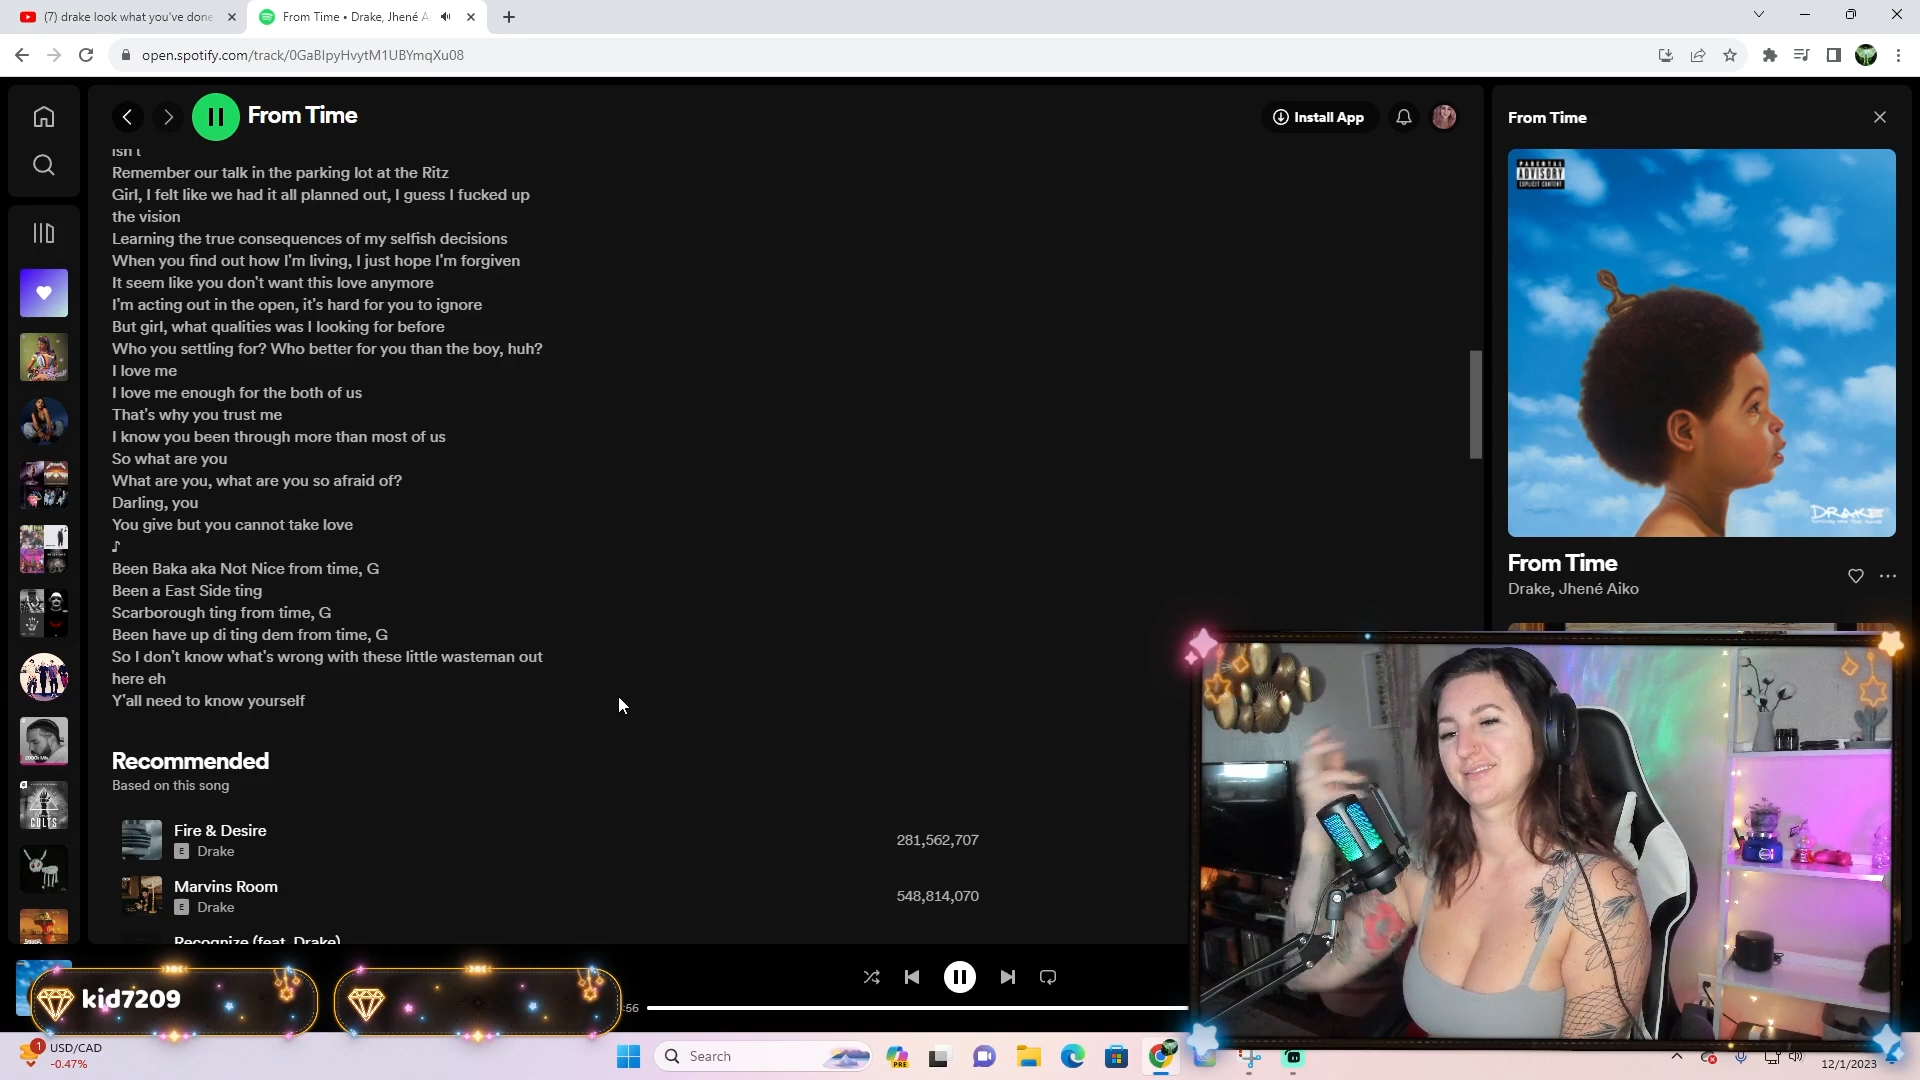 (7) drake look what you've done
From Time • Drake, Jhené A
open.spotify.com/track/0GaBIpyHvytM1UBYmqXu08
From Time
Install App
isn't
Remember our talk in the parking lot at the Ritz
Girl, I felt like we had it all planned out, I guess I fucked up
the vision
Learning the true consequences of my selfish decisions
When you find out how I'm living, I just hope I'm forgiven
It seem like you don't want this love anymore
I'm acting out in the open, it's hard for you to ignore
But girl, what qualities was I looking for before
Who you settling for? Who better for you than the boy, huh?
I love me
I love me enough for the both of us
That's why you trust me
I know you been through more than most of us
So what are you
What are you, what are you so afraid of?
Darling, you
You give but you cannot take love
♪
Been Baka aka Not Nice from time, G
Been a East Side ting
Scarborough ting from time, G
Been have up di ting dem from time, G
So I don't know what's wrong with these little wasteman out
here eh
Y'all need to know yourself
Recommended
Based on this song
Fire & Desire
E Drake
281,562,707
Marvins Room
E Drake
548,814,070
Recognize (feat. Drake)
From Time
PARENTAL
ADVISORY
EXPLICIT CONTENT
DRAKE
From Time
Drake, Jhené Aiko
CULTS
kid7209
:56
1
USD/CAD
-0.47%
Search
PRE
12/1/2023